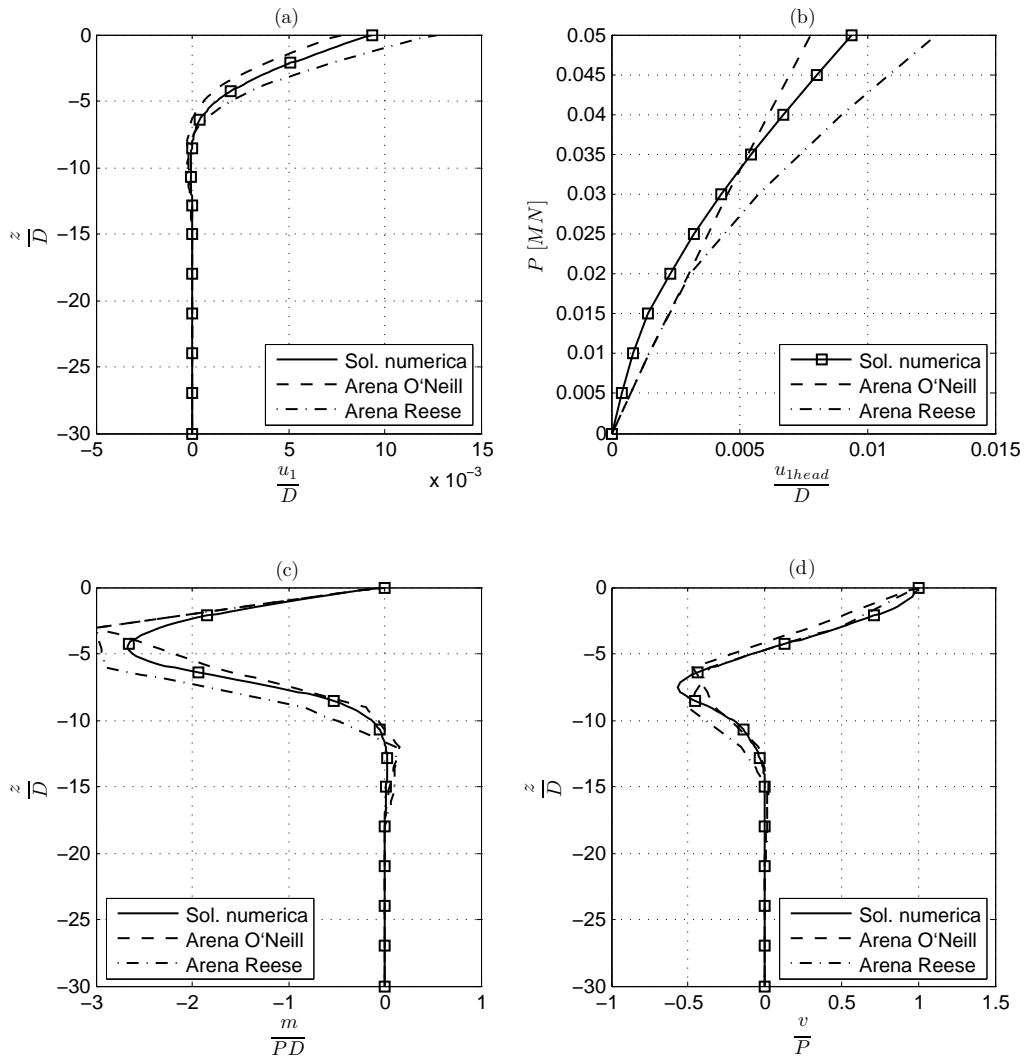 (a)
0
−5
−10
−15
−20
−25
−30
z/D
−5 0 5 10 15
x 10⁻³
u₁/D
Sol. numerica
Arena O‘Neill
Arena Reese
(b)
0.05
0.045
0.04
0.035
0.03
0.025
0.02
0.015
0.01
0.005
0
P [MN]
0 0.005 0.01 0.015
u₁head/D
Sol. numerica
Arena O‘Neill
Arena Reese
(c)
0
−5
−10
−15
−20
−25
−30
z/D
−3 −2 −1 0 1
m/PD
Sol. numerica
Arena O‘Neill
Arena Reese
(d)
0
−5
−10
−15
−20
−25
−30
z/D
−1 −0.5 0 0.5 1 1.5
v/P
Sol. numerica
Arena O‘Neill
Arena Reese